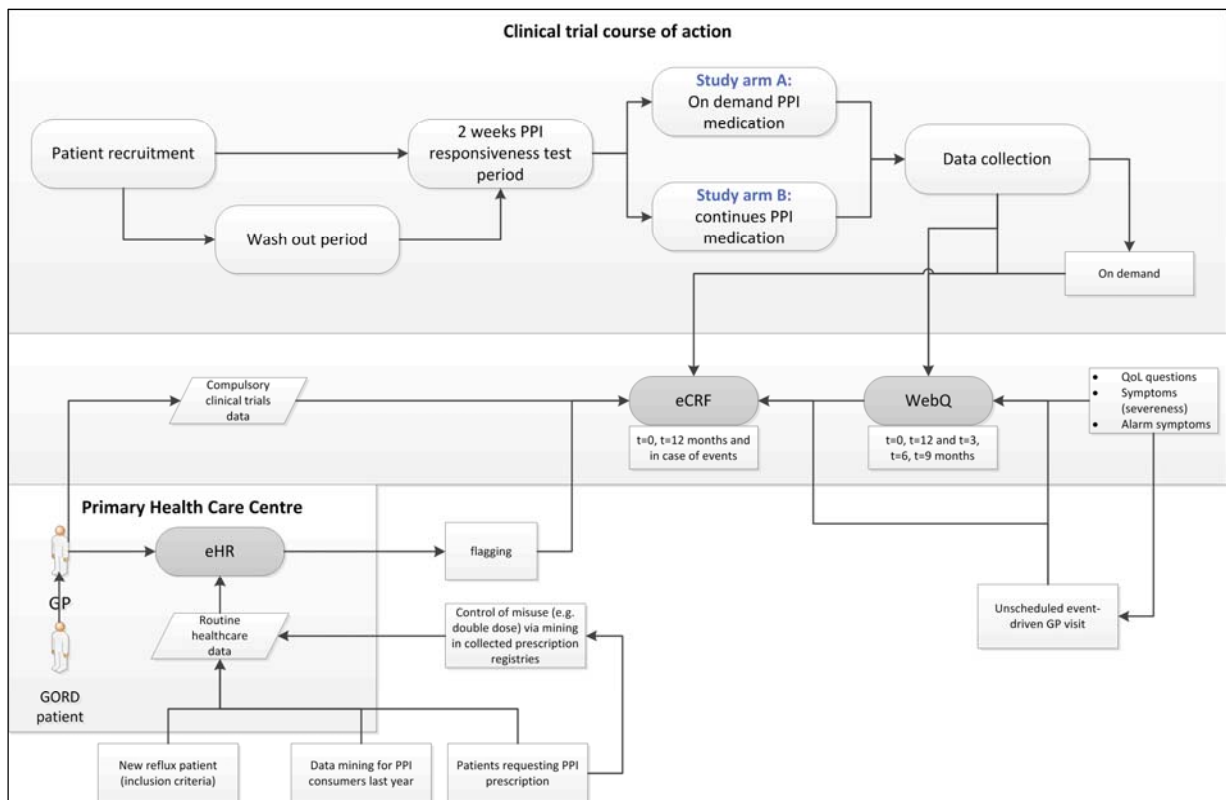 Clinical trial course of action
Study arm A:
On demand PPI
medication
2 weeks PPI
responsiveness test
period
Patient recruitment
Data collection
Study arm B:
continues PPI
medication
Wash out period
On demand
Compulsory
clinical trials
data
eCRF
WebQ
• QoL questions
• Symptoms
(severeness)
• Alarm symptoms
t=0, t=12 months and
in case of events
t=0, t=12 and t=3,
t=6, t=9 months
Primary Health Care Centre
eHR
flagging
GP
Routine
healthcare
data
Control of misuse (e.g.
double dose) via mining
in collected prescription
registries
Unscheduled event-
driven GP visit
GORD
patient
New reflux patient
(inclusion criteria)
Data mining for PPI
consumers last year
Patients requesting PPI
prescription